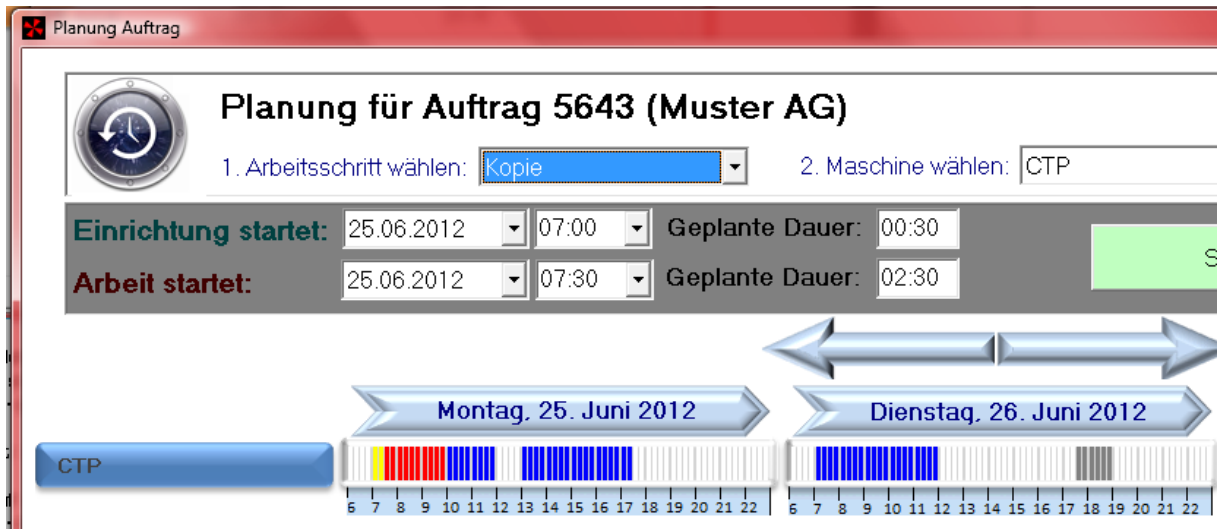 Planung Auftrag
Planung für Auftrag 5643 (Muster AG)
1. Arbeitsschritt wählen: Kopie 2. Maschine wählen: CTP
Einrichtung startet: 25.06.2012 07:00 Geplante Dauer: 00:30
S
Arbeit startet: 25.06.2012 07:30 Geplante Dauer: 02:30
Montag, 25. Juni 2012 Dienstag, 26. Juni 2012
CTP
6 7 8 9 10 11 12 13 14 15 16 17 18 19 20 21 22 6 7 8 9 10 11 12 13 14 15 16 17 18 19 20 21 22